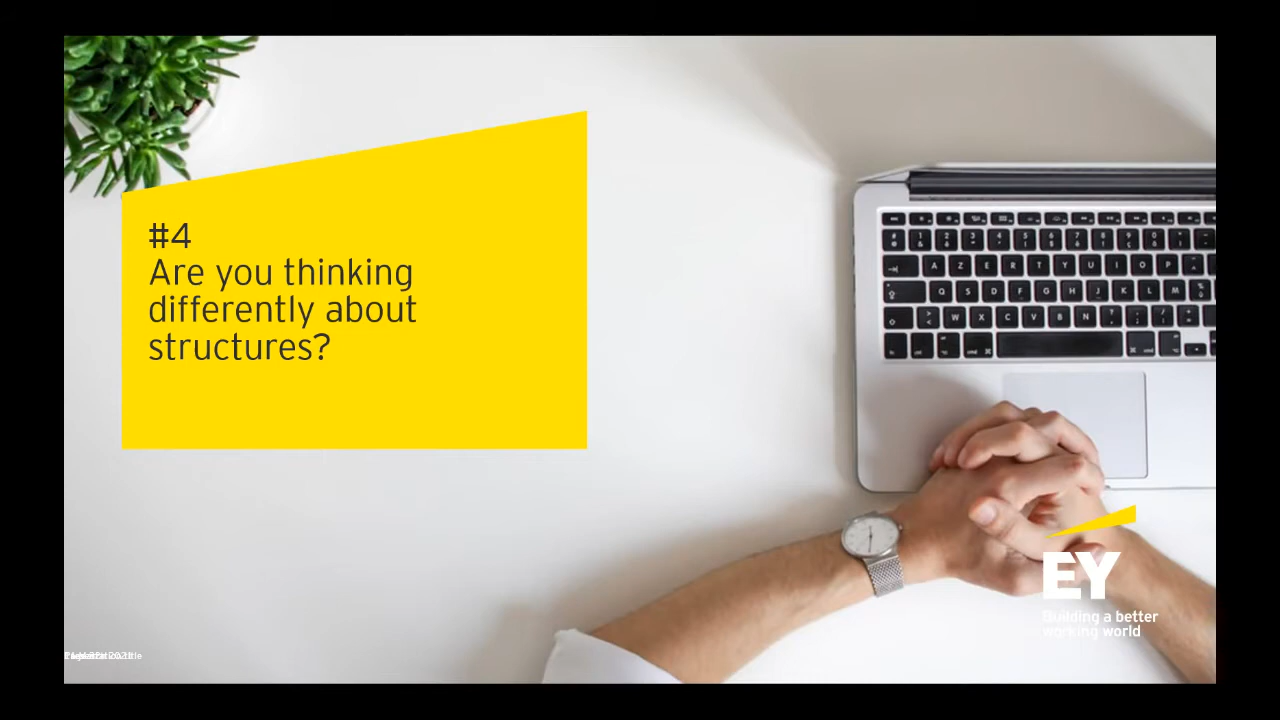 #4
Are you thinking
differently about
structures?
EY
Building a better
working world